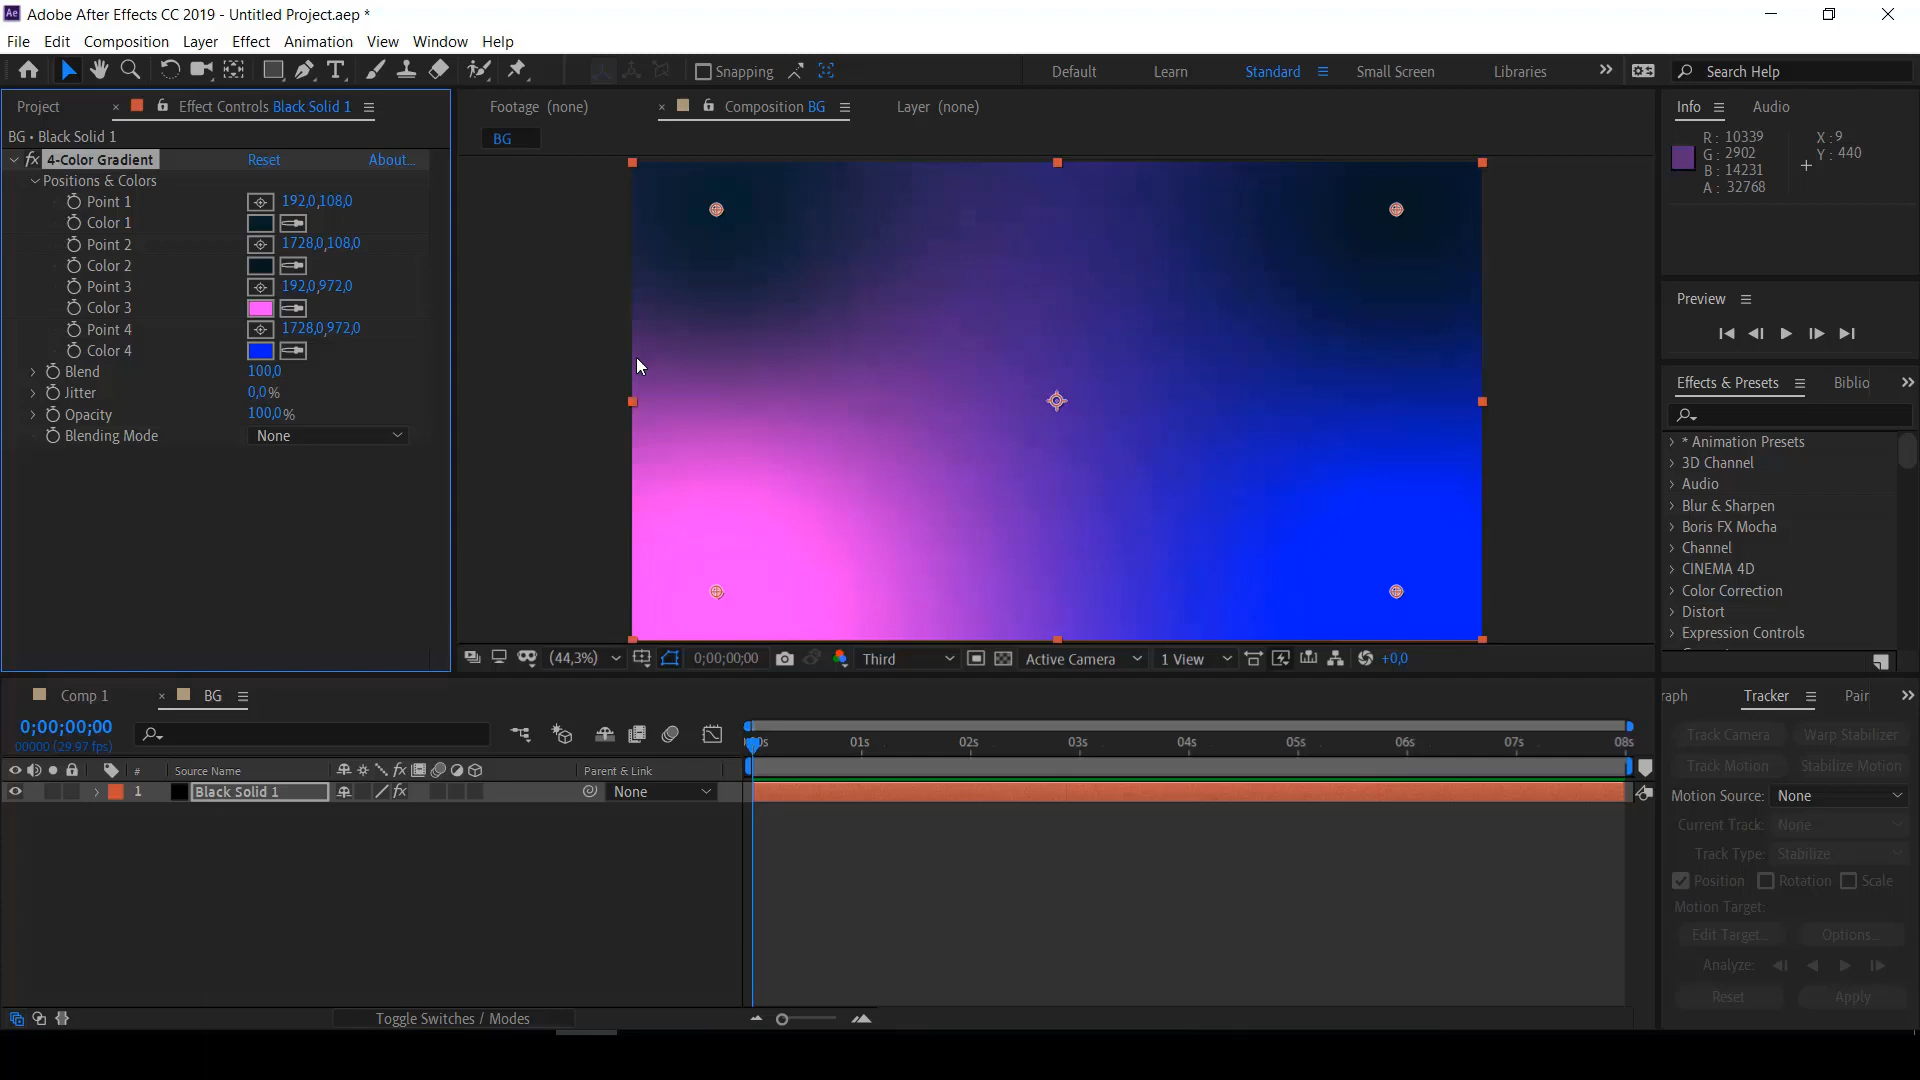 Adobe After Effects CC 2019 - Untitled Project.aep *
File Edit Composition Layer Effect Animation View Window Help
Snapping Default Learn Standard Small Screen Libraries Search Help
Project Effect Controls Black Solid 1
BG • Black Solid 1
fx 4-Color Gradient Reset About...
Positions & Colors
Point 1 192,0,108,0
Color 1
Point 2 1728,0,108,0
Color 2
Point 3 192,0,972,0
Color 3
Point 4 1728,0,972,0
Color 4
Blend 100,0
Jitter 0,0%
Opacity 100,0%
Blending Mode None
Footage (none) Composition BG Layer (none)
BG
(44,3%) 0;00;00;00 Third Active Camera 1 View +0,0
Info Audio
R: 10339 X: 9
G: 2902 Y: 440
B: 14231
A: 32768
Preview
Effects & Presets Biblio
* Animation Presets
3D Channel
Audio
Blur & Sharpen
Boris FX Mocha
Channel
CINEMA 4D
Color Correction
Distort
Expression Controls
Comp 1 BG
0;00;00;00
00000 (29.97 fps)
01s 02s 03s 04s 05s 06s 07s 08s
# Source Name fx Parent & Link
1 Black Solid 1 fx None
Toggle Switches / Modes
raph Tracker Pair
Track Camera Warp Stabilizer
Track Motion Stabilize Motion
Motion Source: None
Current Track: None
Track Type: Stabilize
Position Rotation Scale
Motion Target:
Edit Target... Options...
Analyze:
Reset Apply